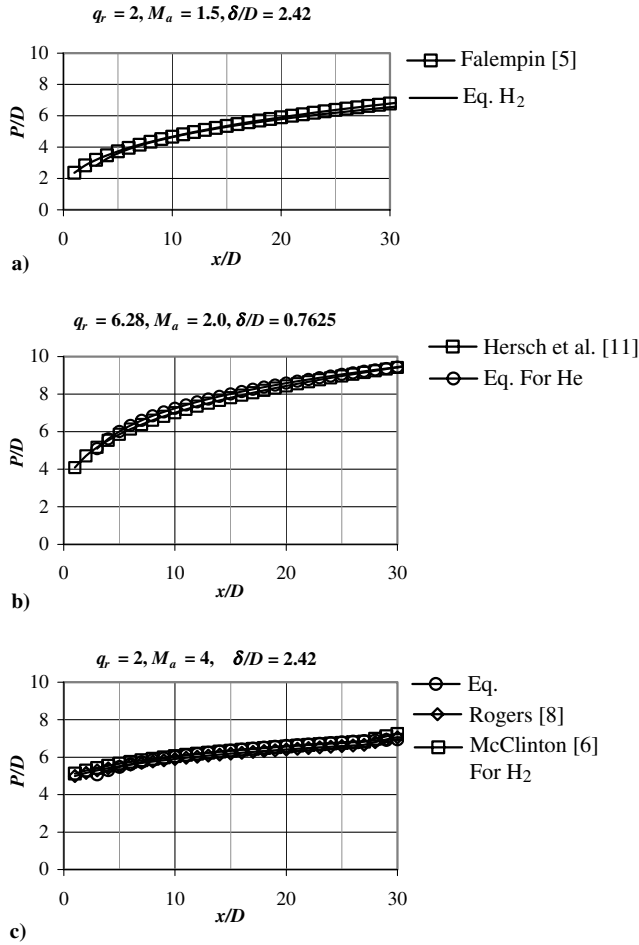 q_r = 2, M_a = 1.5, δ/D = 2.42
10
8
6
4
2
0
P/D
0 10 20 30
x/D
Falempin [5]
Eq. H₂
a)
q_r = 6.28, M_a = 2.0, δ/D = 0.7625
10
8
6
4
2
0
P/D
0 10 20 30
x/D
Hersch et al. [11]
Eq. For He
b)
q_r = 2, M_a = 4, δ/D = 2.42
10
8
6
4
2
0
P/D
0 10 20 30
x/D
Eq.
Rogers [8]
McClinton [6]
For H₂
c)